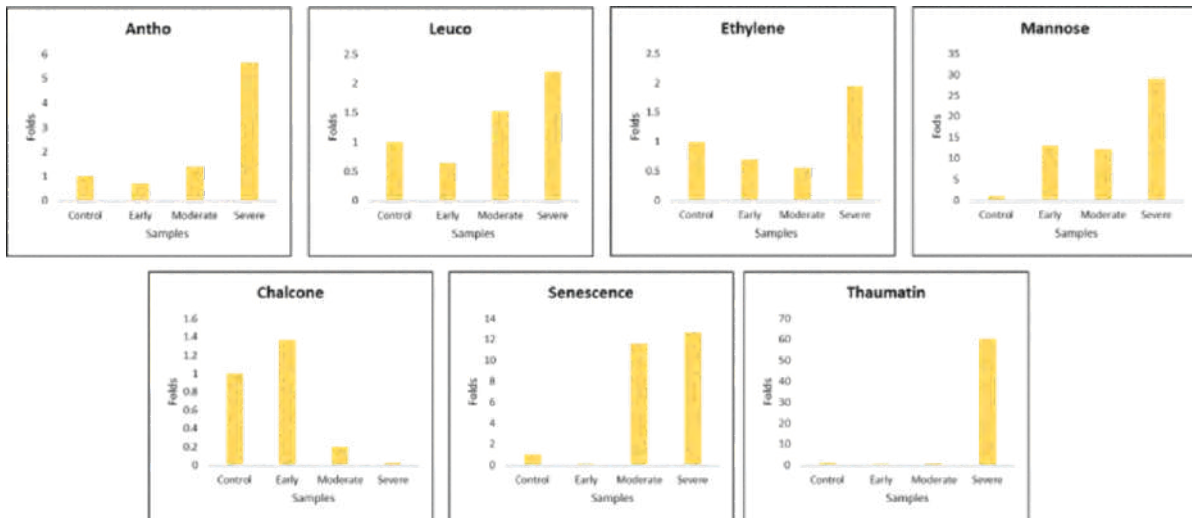 Antho
6
5
4
3
2
1
0
Folds
Control Early Moderate Severe
Samples
Leuco
2.5
2
1.5
1
0.5
0
Folds
Control Early Moderate Severe
Samples
Ethylene
2.5
2
1.5
1
0.5
0
Folds
Control Early Moderate Severe
Samples
Mannose
35
30
25
20
15
10
5
0
Fods
Control Early Moderate Severe
Samples
Chalcone
1.6
1.4
1.2
1
0.8
0.6
0.4
0.2
0
Folds
Control Early Moderate Severe
Samples
Senescence
14
12
10
8
6
4
2
0
Folds
Control Early Moderate Severe
Samples
Thaumatin
70
60
50
40
30
20
10
0
Folds
Control Early Moderate Severe
Samples